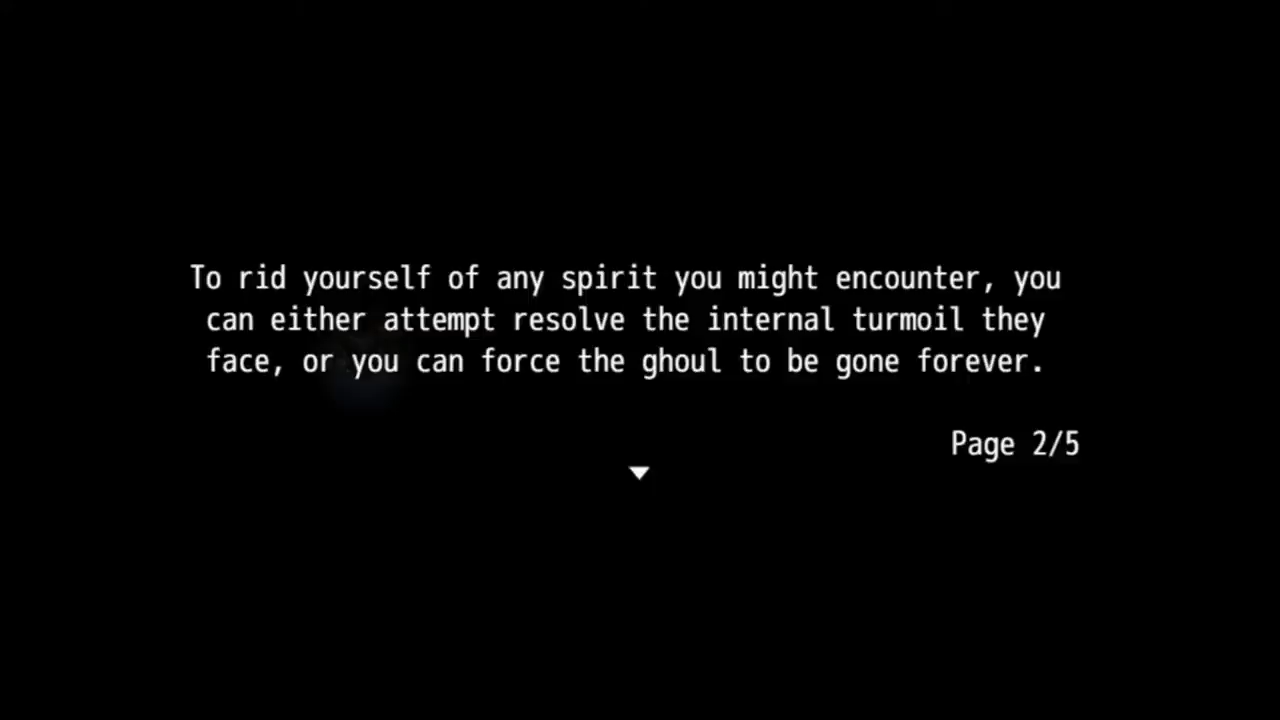 To rid yourself of any spirit you might encounter, you
can either attempt resolve the internal turmoil they
face, or you can force the ghoul to be gone forever.
Page 2/5